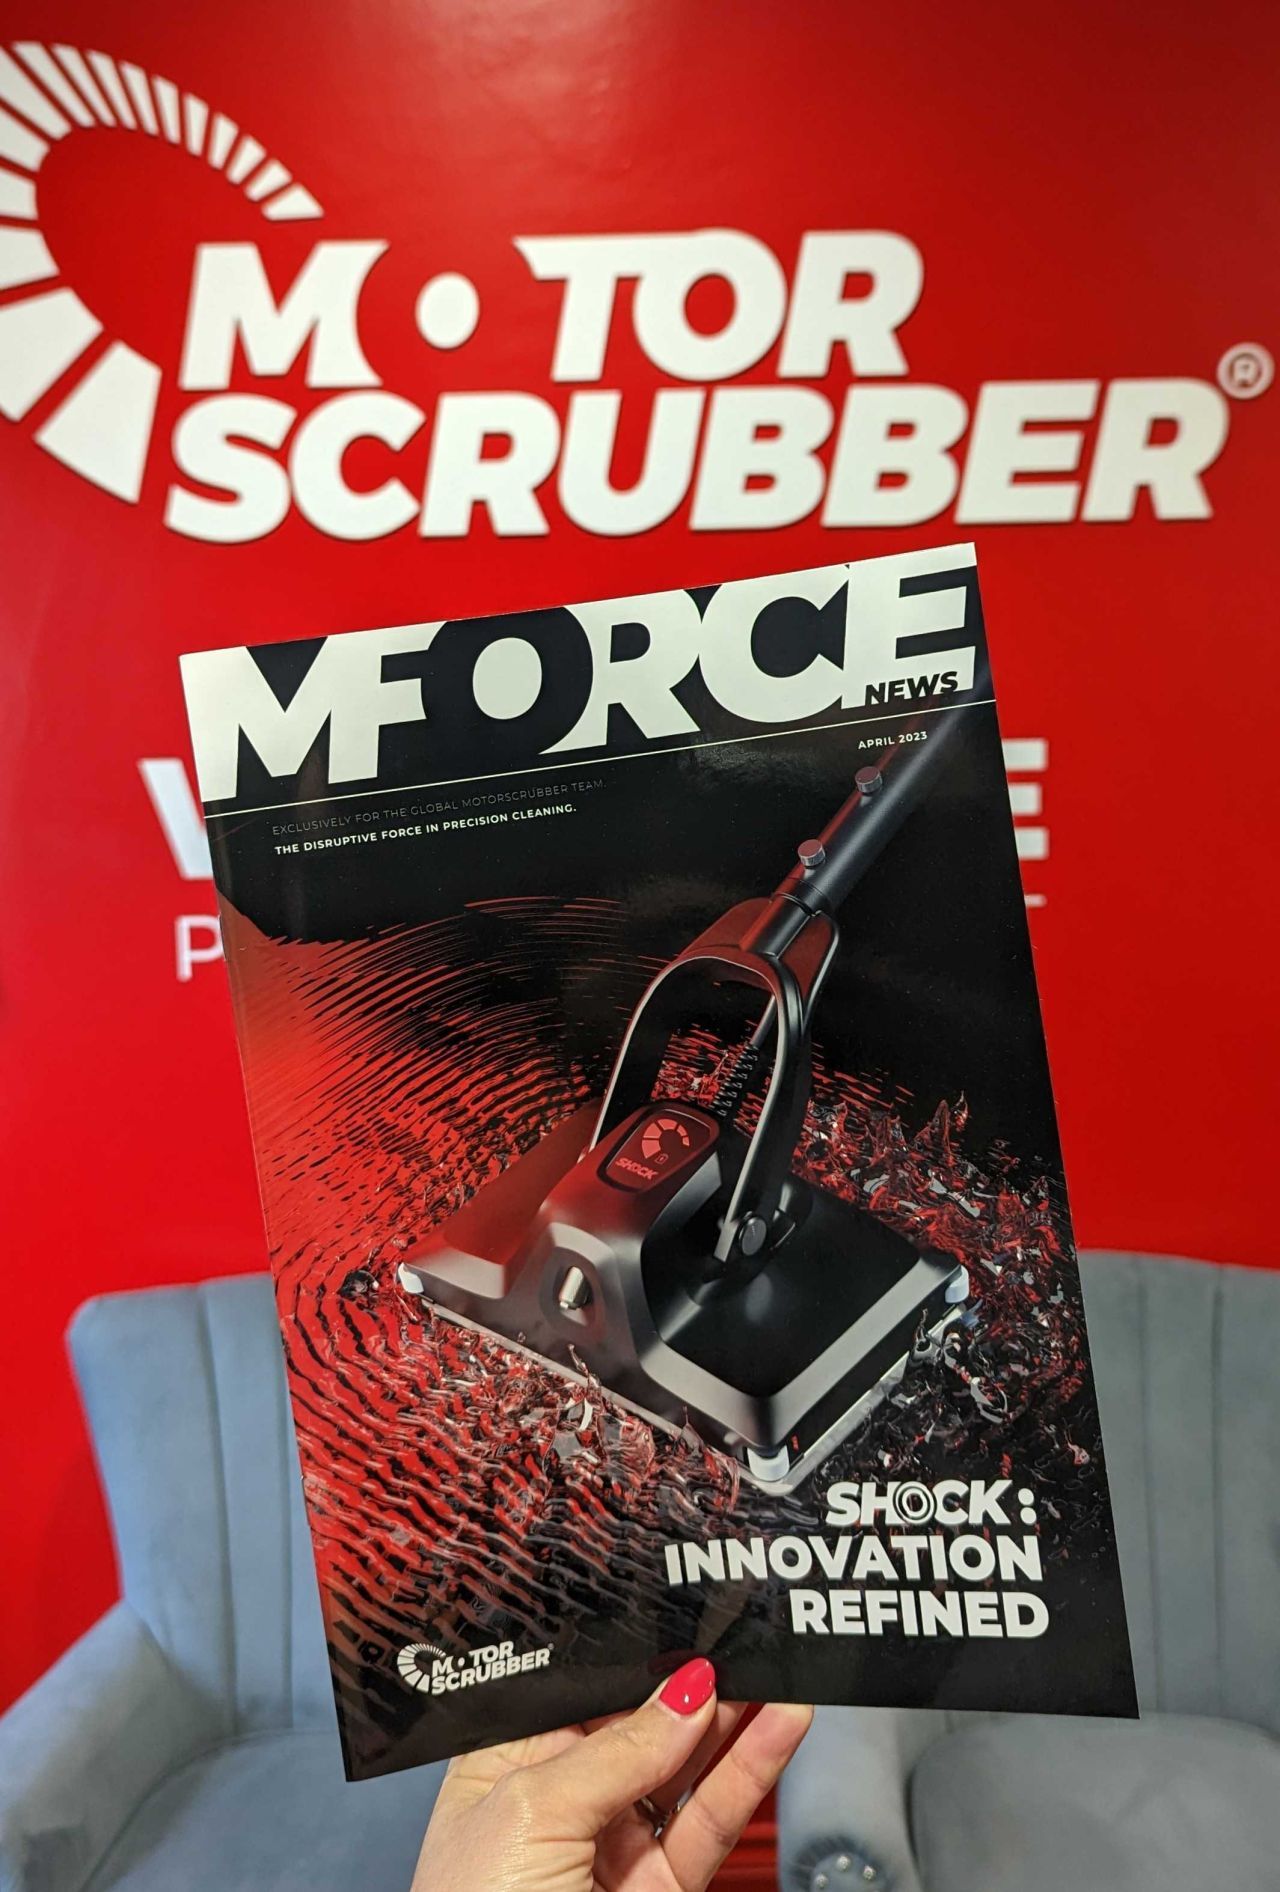 MOTOR
SCRUBBER®
MFORCE
NEWS
APRIL 2023
EXCLUSIVELY FOR THE GLOBAL MOTORSCRUBBER TEAM.
THE DISRUPTIVE FORCE IN PRECISION CLEANING.
SHOCK
SHOCK:
INNOVATION
REFINED
MOTOR
SCRUBBER®